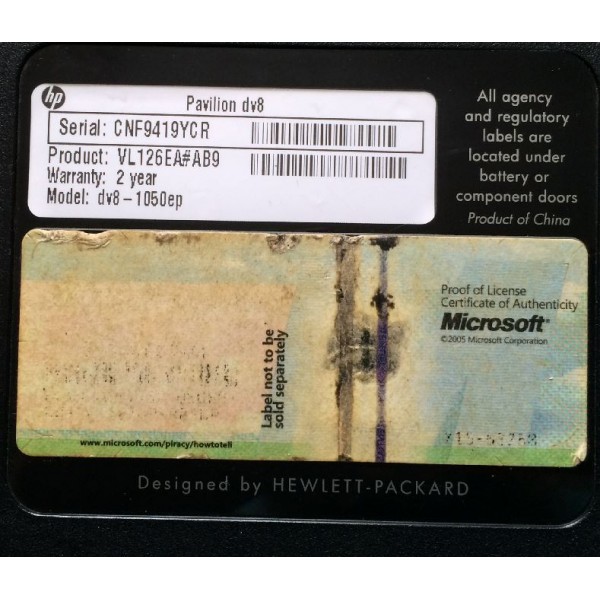 hp
Pavilion dv8
Serial: CNF9419YCR
Product: VL126EA#AB9
Warranty: 2 year
Model: dv8-1050ep
All agency
and regulatory
labels are
located under
battery or
component doors
Product of China
Proof of License
Certificate of Authenticity
Microsoft®
©2005 Microsoft Corporation
Label not to be
sold separately
www.microsoft.com/piracy/howtotell
Designed by HEWLETT-PACKARD